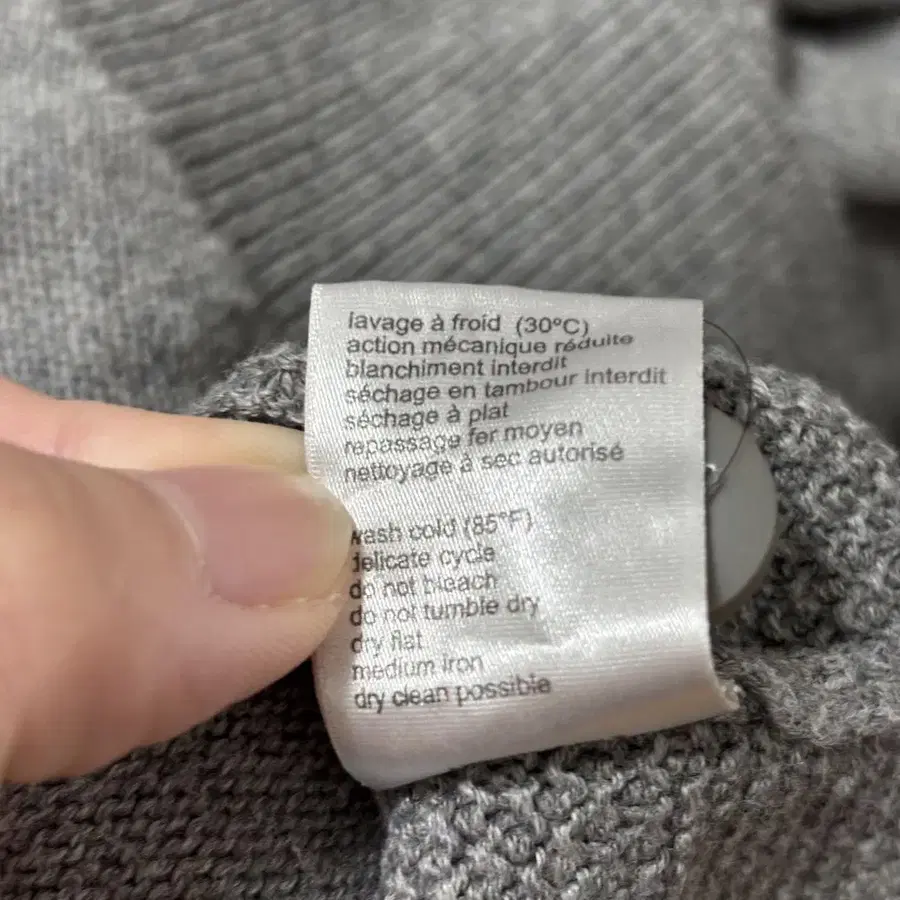 lavage à froid (30°C)
action mécanique réduite
blanchiment interdit
séchage en tambour interdit
séchage à plat
repassage fer moyen
nettoyage à sec autorisé
wash cold (85°F)
delicate cycle
do not bleach
do not tumble dry
dry flat
medium iron
dry clean possible